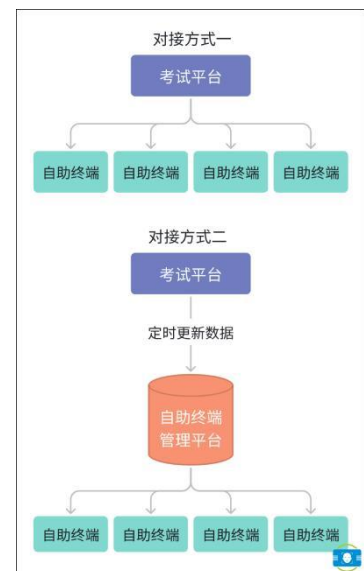 对接方式一
考试平台
自助终端 自助终端 自助终端 自助终端
对接方式二
考试平台
定时更新数据
自助终端
管理平台
自助终端 自助终端 自助终端 自助终端